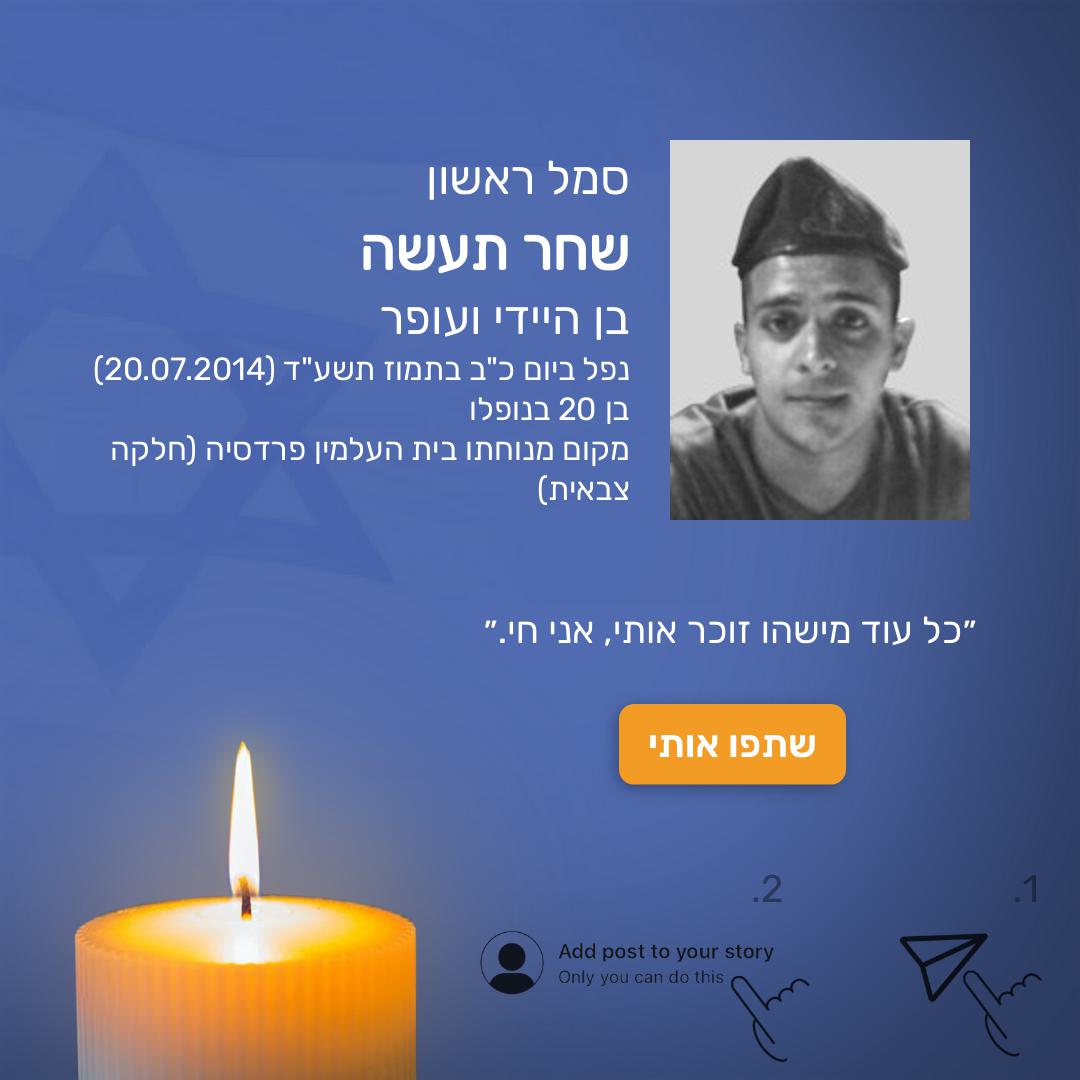 סמל ראשון
שחר תעשה
בן היידי ועופר
נפל ביום כ"ב בתמוז תשע"ד (20.07.2014)
בן 20 בנופלו
מקום מנוחתו בית העלמין פרדסיה (חלקה
צבאית)
״כל עוד מישהו זוכר אותי, אני חי.״
שתפו אותי
1.
2.
Add post to your story
Only you can do this